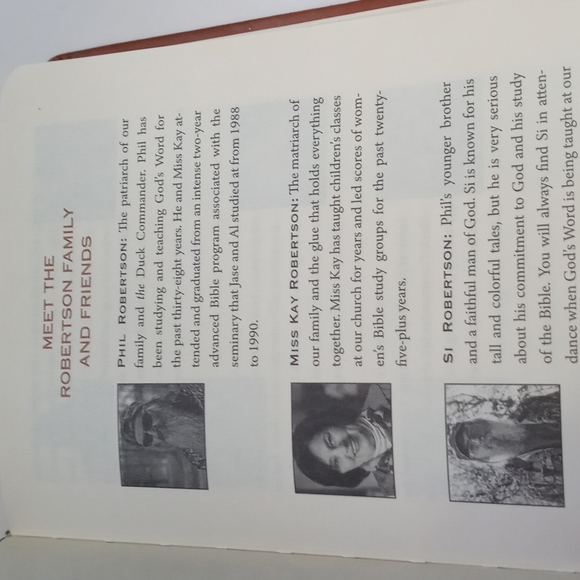 MEET THE
ROBERTSON FAMILY
AND FRIENDS
PHIL ROBERTSON: The patriarch of our
family and the Duck Commander. Phil has
been studying and teaching God's Word for
the past thirty-eight years. He and Miss Kay at-
tended and graduated from an intense two-year
advanced Bible program associated with the
seminary that Jase and Al studied at from 1988
to 1990.
MISS KAY ROBERTSON: The matriarch of
our family and the glue that holds everything
together. Miss Kay has taught children's classes
at our church for years and led scores of wom-
en's Bible study groups for the past twenty-
five-plus years.
SI ROBERTSON: Phil's younger brother
and a faithful man of God. Si is known for his
tall and colorful tales, but he is very serious
about his commitment to God and his study
of the Bible. You will always find Si in atten-
dance when God's Word is being taught at our